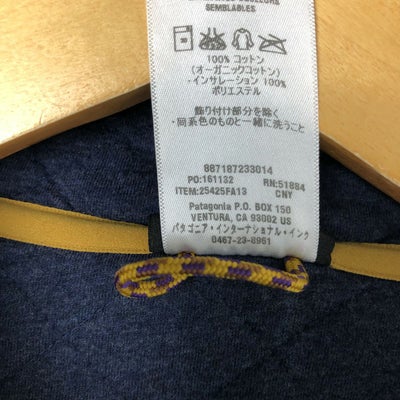 SEMBLABLES
100% コットン
(オーガニックコットン)
・インサレーション 100%
ポリエステル
飾り付け部分を除く
・同系色のものと一緒に洗うこと
887187233014
PO:161132 RN:51884
ITEM:25425FA13 CNY
Patagonia P.O. BOX 150
VENTURA, CA 93002 US
パタゴニア・インターナショナル・インク
0467-23-8961